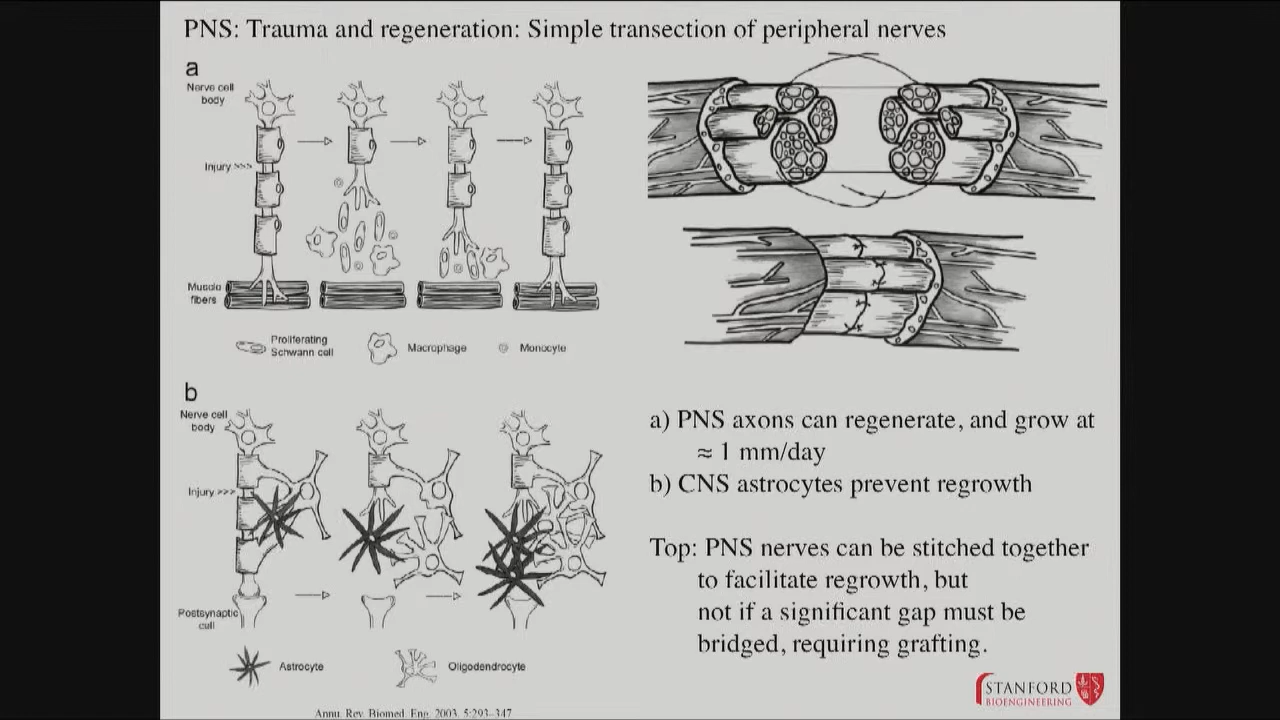 PNS: Trauma and regeneration: Simple transection of peripheral nerves
a
Nerve cell
body
Injury >>>
Muscle
fibers
Proliferating
Schwann cell
Macrophage
Monocyte
b
Nerve cell
body
Injury >>>
Postsynaptic
cell
Astrocyte
Oligodendrocyte
Annu. Rev. Biomed. Eng. 2003. 5:293–347
a) PNS axons can regenerate, and grow at
≈ 1 mm/day
b) CNS astrocytes prevent regrowth
Top: PNS nerves can be stitched together
to facilitate regrowth, but
not if a significant gap must be
bridged, requiring grafting.
STANFORD
BIOENGINEERING